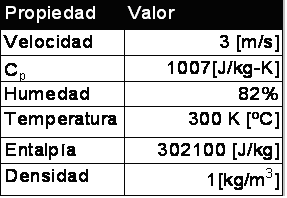 Propiedad Valor
Velocidad 3 [m/s]
Cp 1007[J/kg-K]
Humedad 82%
Temperatura 300 K [ºC]
Entalpía 302100 [J/kg]
Densidad 1[kg/m³]